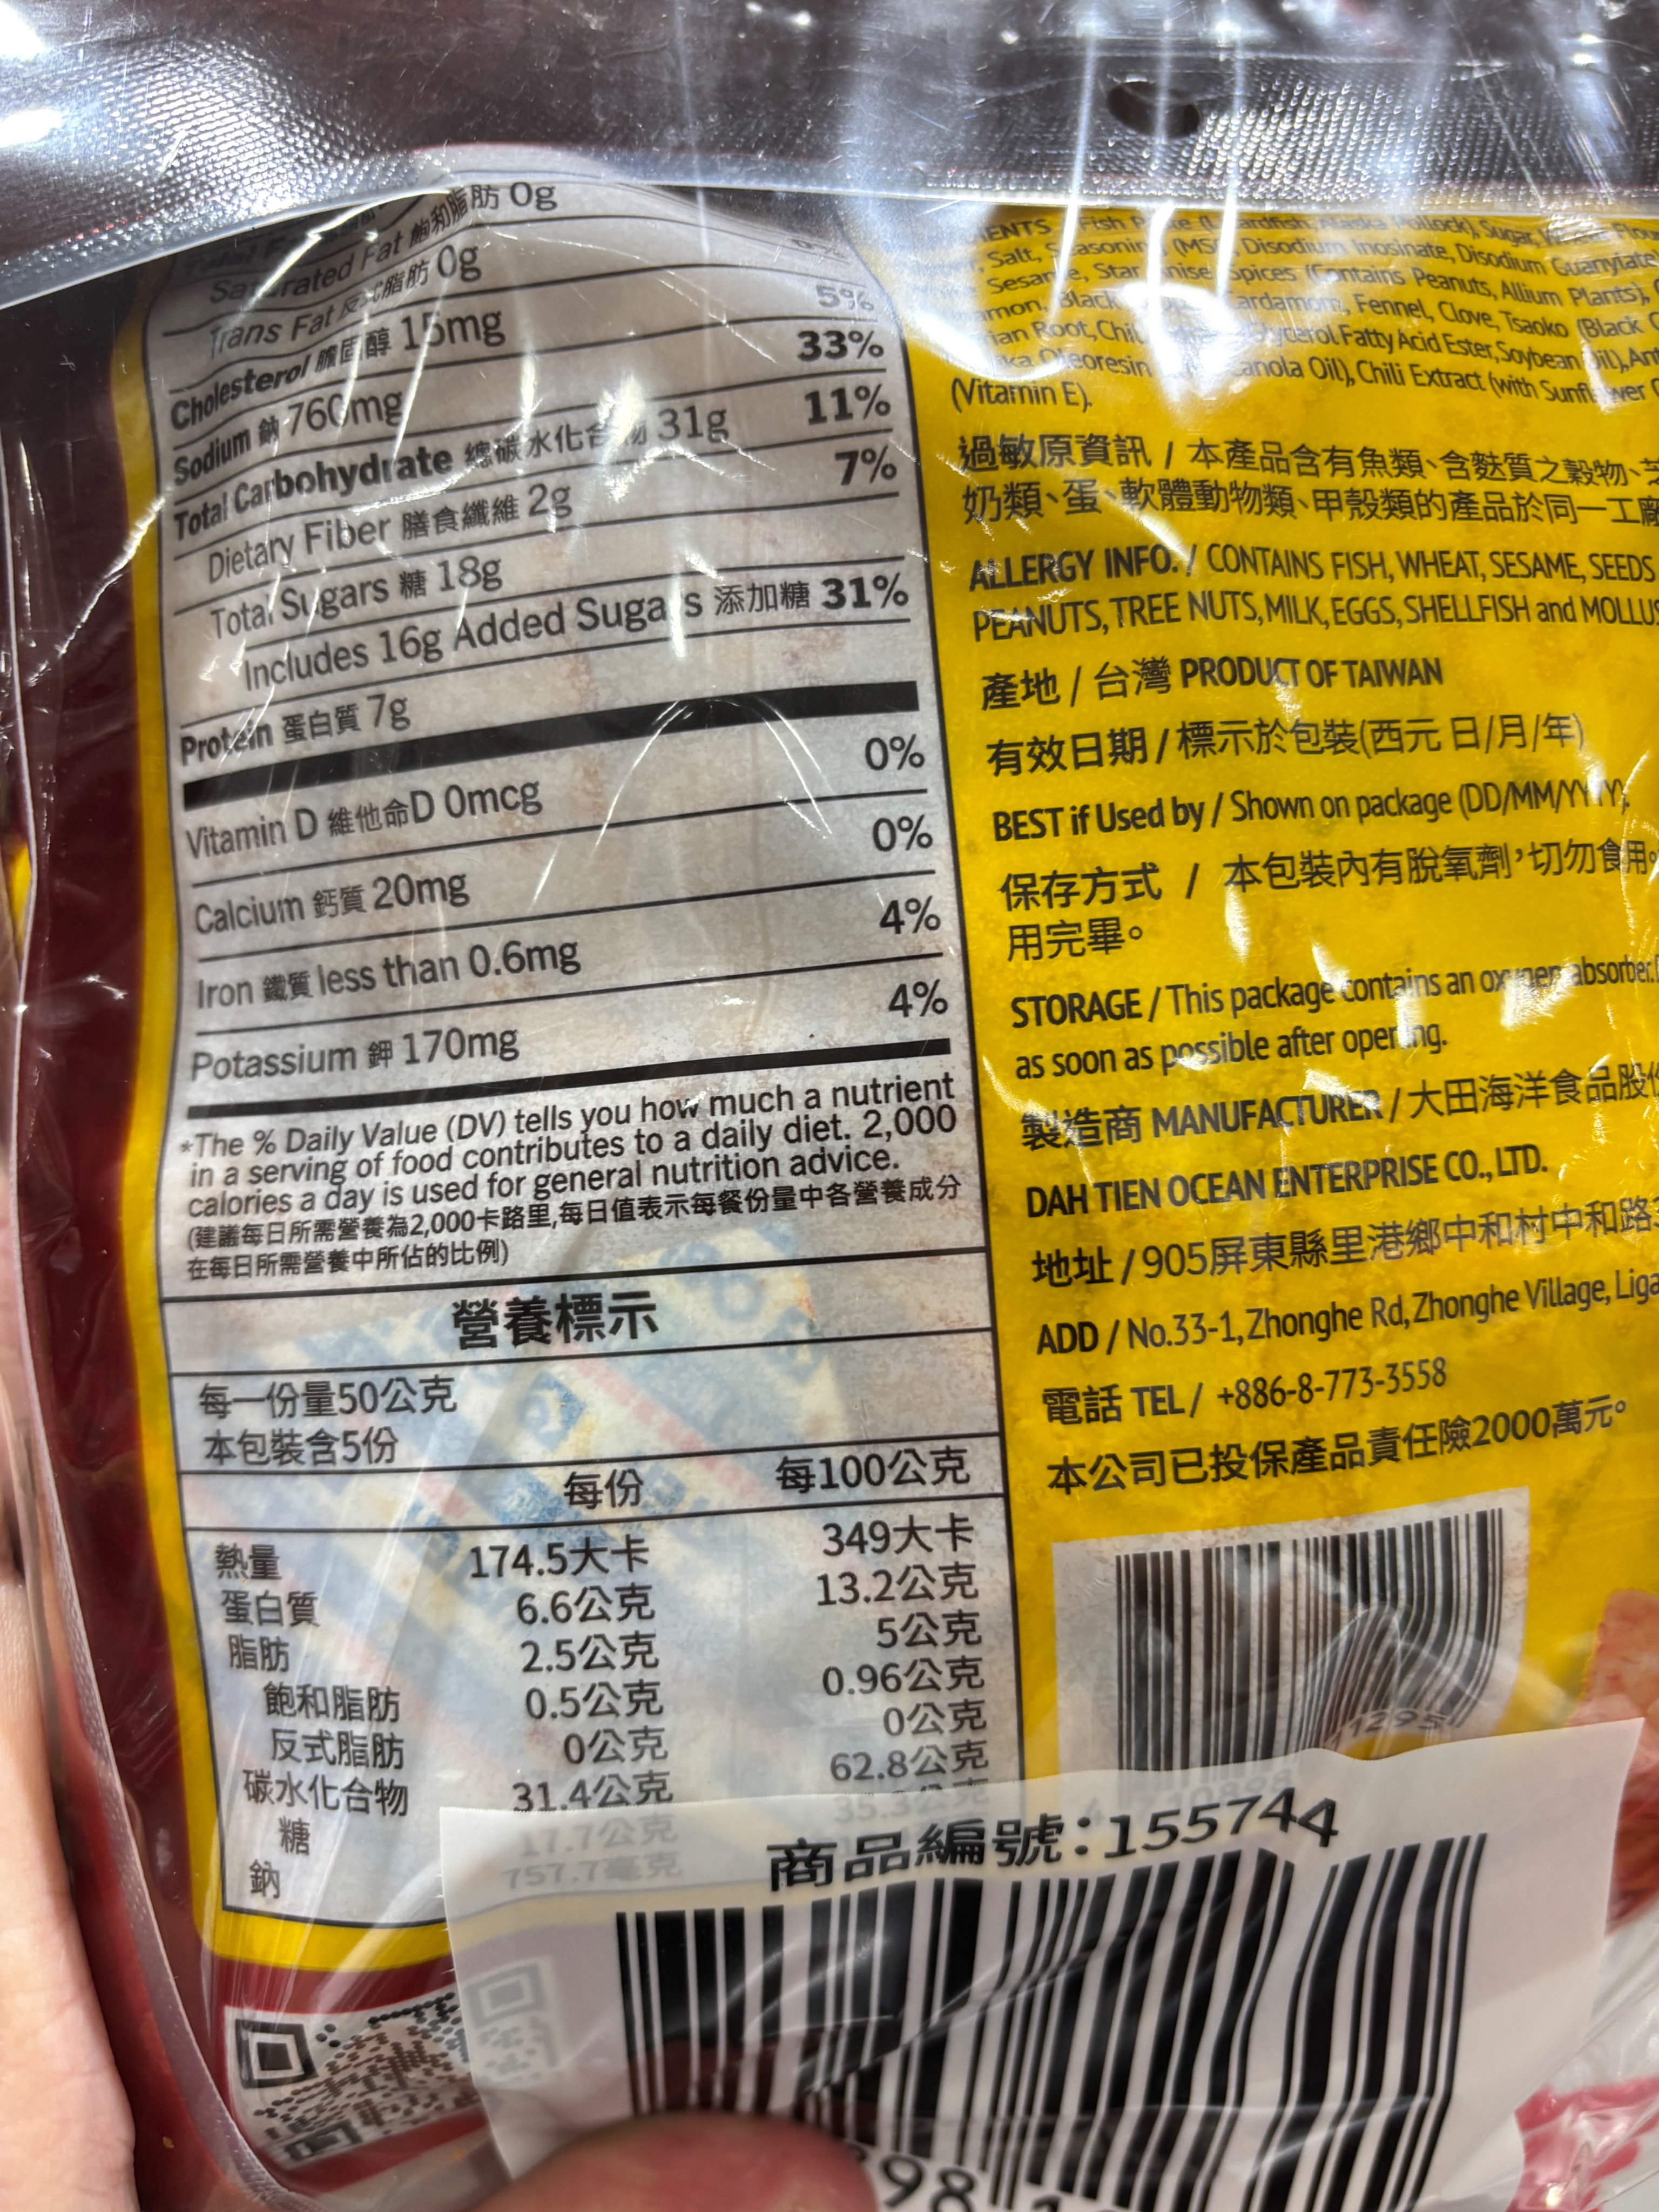 Saturated Fat 飽和脂肪 0g
Trans Fat 反式脂肪 0g 0%
Cholesterol 膽固醇 15mg 5%
Sodium 鈉 760mg 33%
Total Carbohydrate 總碳水化合物 31g 11%
Dietary Fiber 膳食纖維 2g 7%
Total Sugars 糖 18g
Includes 16g Added Sugars 添加糖 31%
Protein 蛋白質 7g
Vitamin D 維他命D 0mcg 0%
Calcium 鈣質 20mg 0%
Iron 鐵質 less than 0.6mg 4%
Potassium 鉀 170mg 4%
*The % Daily Value (DV) tells you how much a nutrient
in a serving of food contributes to a daily diet. 2,000
calories a day is used for general nutrition advice.
(建議每日所需營養為2,000卡路里,每日值表示每餐份量中各營養成分
在每日所需營養中所佔的比例)
營養標示
每一份量50公克
本包裝含5份
每份 每100公克
熱量 174.5大卡 349大卡
蛋白質 6.6公克 13.2公克
脂肪 2.5公克 5公克
飽和脂肪 0.5公克 0.96公克
反式脂肪 0公克 0公克
碳水化合物 31.4公克 62.8公克
糖 17.7公克 35.3公克
鈉 757.7毫克
Fish Alaska Pollock), Sugar,
Salt, Seasoning (MSG, Disodium Inosinate, Disodium Guanylate
Sesame, Star Anise Spices (Contains Peanuts, Allium Plants),
Black Cardamom, Fennel, Clove, Tsaoko (Black
Root, Glycerol Fatty Acid Ester, Soybean Oil),
Oleoresin Canola Oil), Chili Extract (with Sunflower
(Vitamin E).
過敏原資訊 / 本產品含有魚類、含麩質之穀物、
奶類、蛋、軟體動物類、甲殼類的產品於同一工廠
ALLERGY INFO. / CONTAINS FISH, WHEAT, SESAME, SEEDS
PEANUTS, TREE NUTS, MILK, EGGS, SHELLFISH and
產地 / 台灣 PRODUCT OF TAIWAN
有效日期 / 標示於包裝(西元 日/月/年)
BEST if Used by / Shown on package (DD/MM/YYYY).
保存方式 / 本包裝內有脫氧劑,切勿食用。
用完畢。
STORAGE / This package contains an oxygen absorber.
as soon as possible after opening.
製造商 MANUFACTURER / 大田海洋食品股
DAH TIEN OCEAN ENTERPRISE CO., LTD.
地址 / 905屏東縣里港鄉中和村中和路
ADD / No.33-1, Zhonghe Rd, Zhonghe Village,
電話 TEL / +886-8-773-3558
本公司已投保產品責任險2000萬元。
1295
商品編號:155744
98